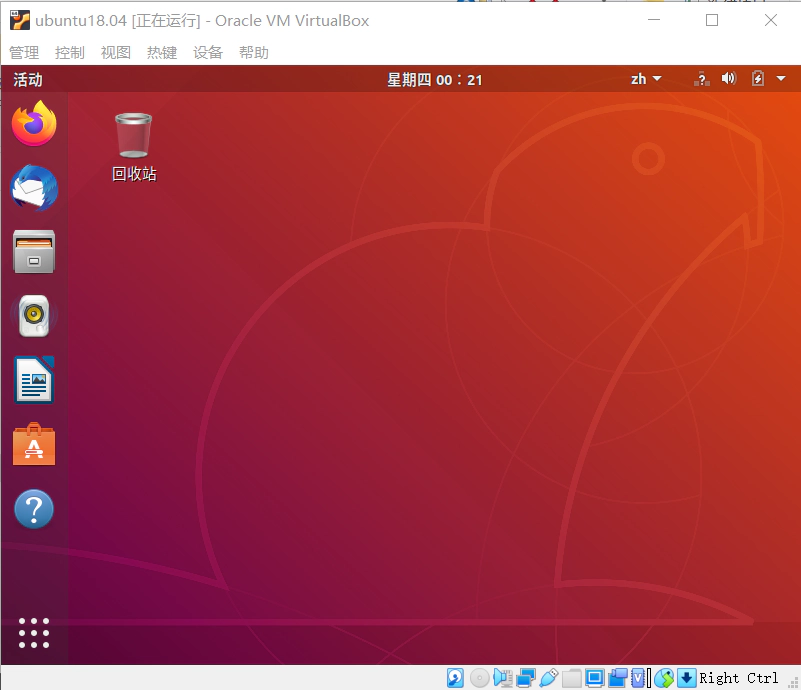 ubuntu18.04 [正在运行] - Oracle VM VirtualBox
管理 控制 视图 热键 设备 帮助
活动 星期四 00：21 zh
回收站
Right Ctrl